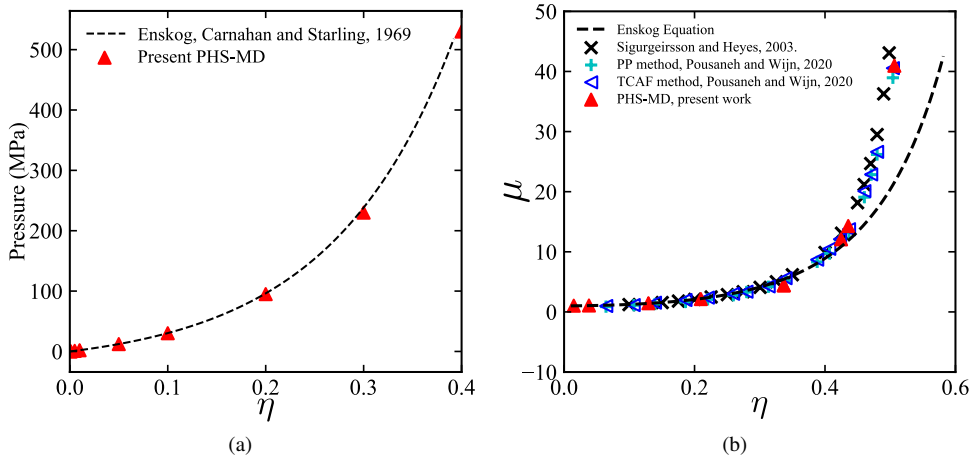 Enskog, Carnahan and Starling, 1969
Present PHS-MD
Pressure (MPa)
500
400
300
200
100
0
0.0
0.1
0.2
0.3
0.4
η
(a)
Enskog Equation
Sigurgeirsson and Heyes, 2003.
PP method, Pousaneh and Wijn, 2020
TCAF method, Pousaneh and Wijn, 2020
PHS-MD, present work
μ
50
40
30
20
10
0
−10
0.0
0.2
0.4
0.6
η
(b)